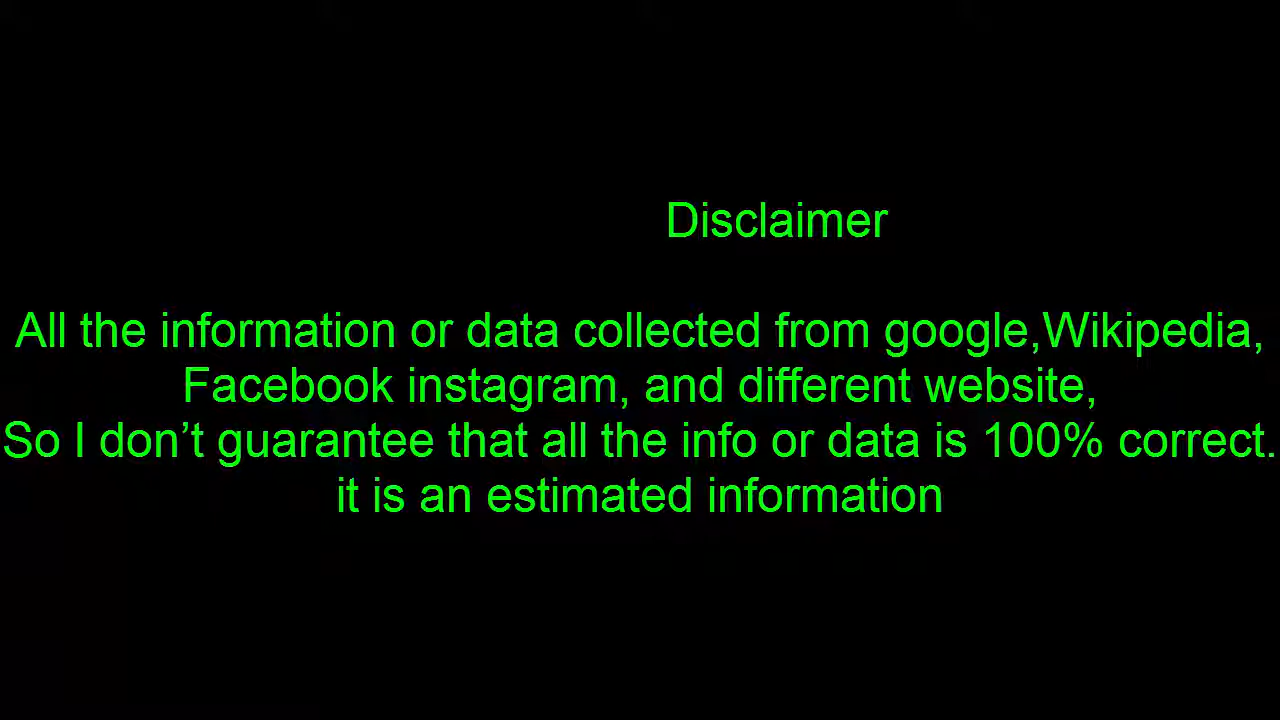 Disclaimer
All the information or data collected from google,Wikipedia,
Facebook instagram, and different website,
So I don’t guarantee that all the info or data is 100% correct.
it is an estimated information